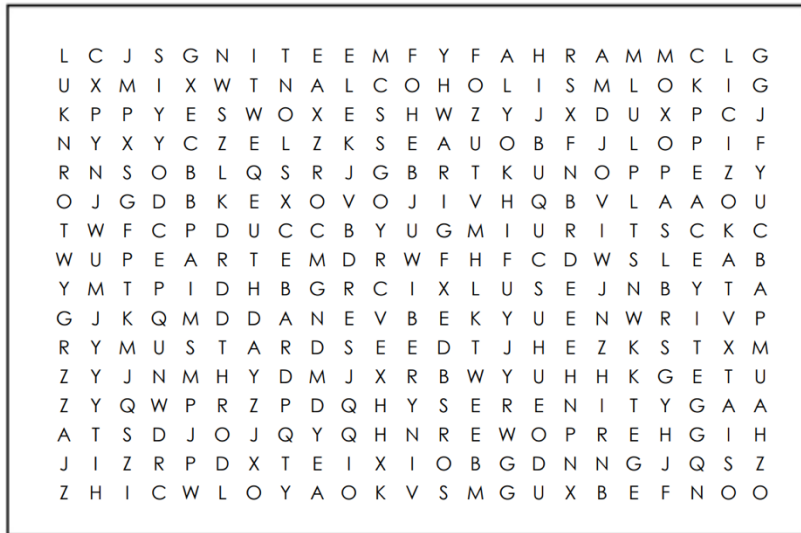 L C J S G N I T E E M F Y F A H R A M M C L G
U X M I X W T N A L C O H O L I S M L O K I G
K P P Y E S W O X E S H W Z Y J X D U X P C J
N Y X Y C Z E L Z K S E A U O B F J L O P I F
R N S O B L Q S R J G B R T K U N O P P E Z Y
O J G D B K E X O V O J I V H Q B V L A A O U
T W F C P D U C C B Y U G M I U R I T S C K C
W U P E A R T E M D R W F H F C D W S L E A B
Y M T P I D H B G R C I X L U S E J N B Y T A
G J K Q M D D A N E V B E K Y U E N W R I V P
R Y M U S T A R D S E E D T J H E Z K S T X M
Z Y J N M H Y D M J X R B W Y U H H K G E T U
Z Y Q W P R Z P D Q H Y S E R E N I T Y G A A
A T S D J O J Q Y Q H N R E W O P R E H G I H
J I Z R P D X T E I X I O B G D N N G J Q S Z
Z H I C W L O Y A O K V S M G U X B E F N O O